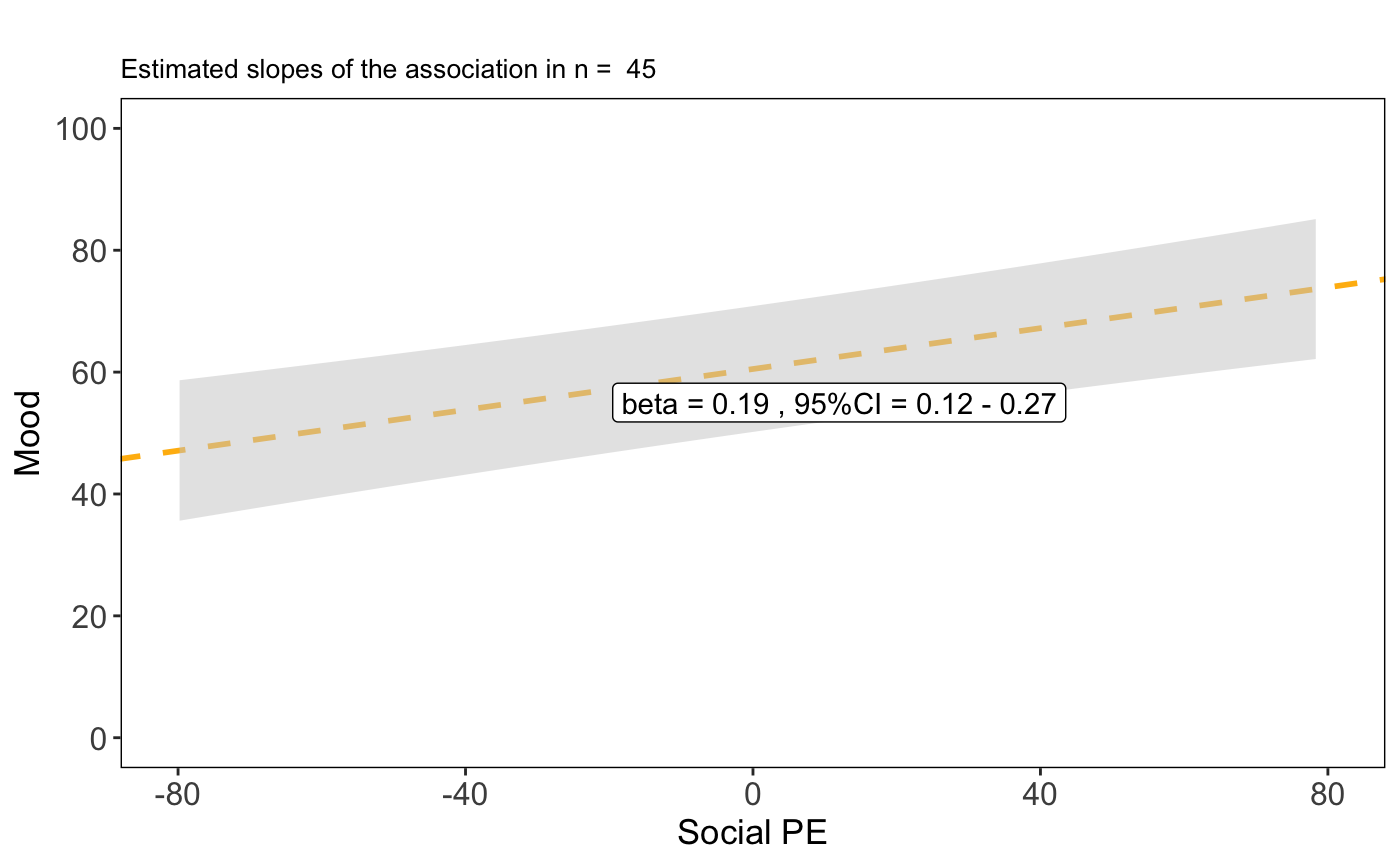 Estimated slopes of the association in n =  45
100
80
60
40
20
0
Mood
beta = 0.19 , 95%CI = 0.12 - 0.27
-80
-40
0
40
80
Social PE